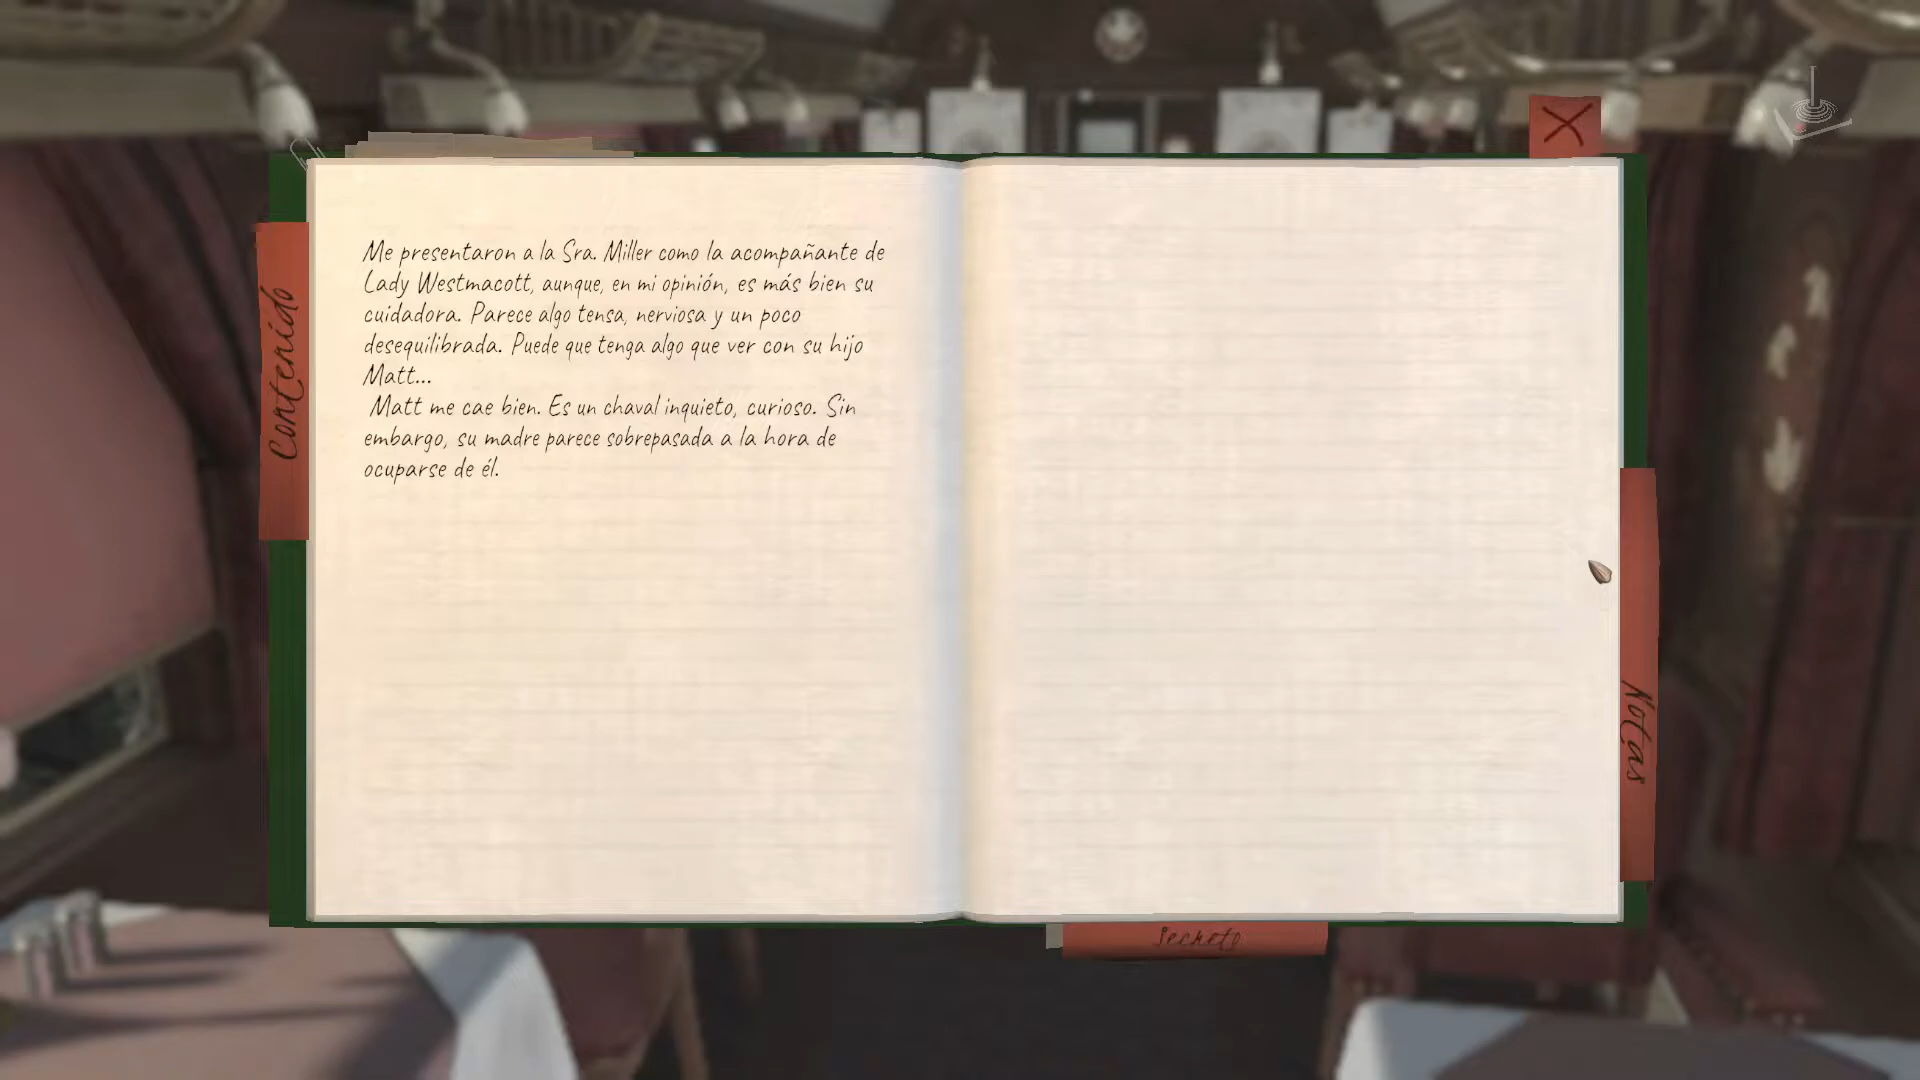 Me presentaron a la Sra. Miller como la acompañante de
Lady Westmacott, aunque, en mi opinión, es más bien su
cuidadora. Parece algo tensa, nerviosa y un poco
desequilibrada. Puede que tenga algo que ver con su hijo
Matt...
Matt me cae bien. Es un chaval inquieto, curioso. Sin
embargo, su madre parece sobrepasada a la hora de
ocuparse de él.
Contenido
Notas
Secreto